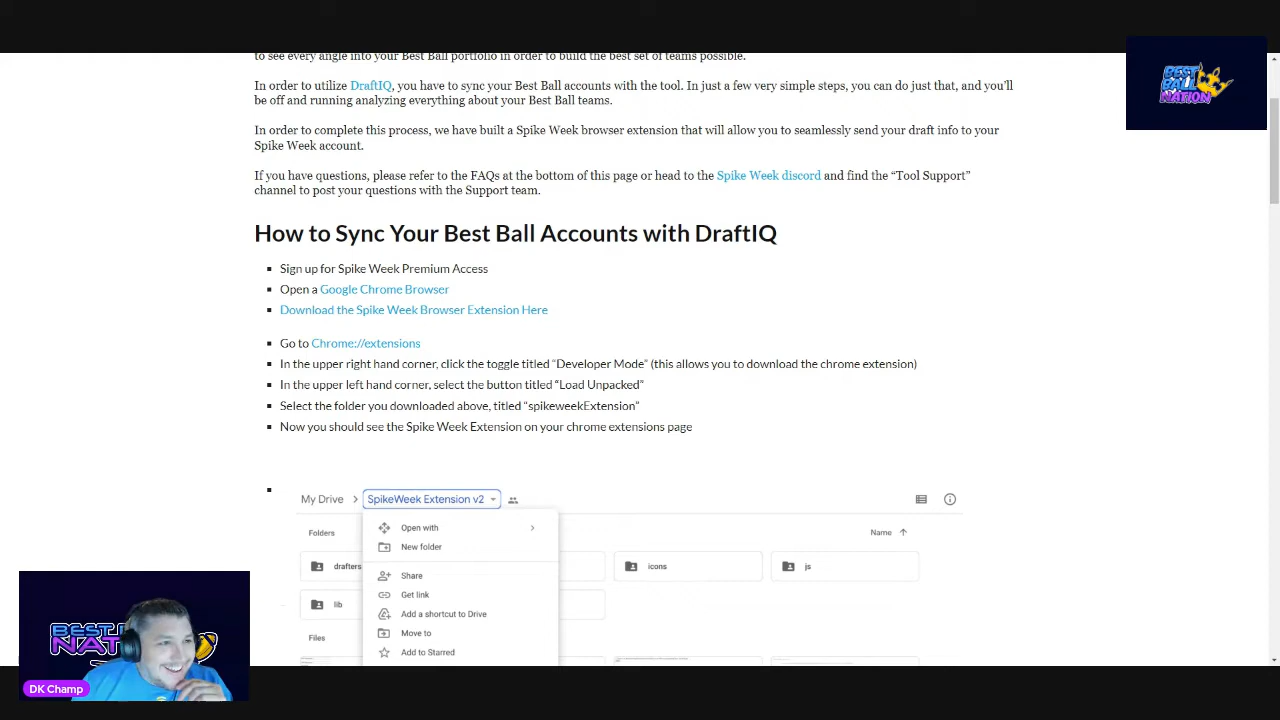 to see every angle into your Best Ball portfolio in order to build the best set of teams possible.
BEST
BALL
NATION
In order to utilize DraftIQ, you have to sync your Best Ball accounts with the tool. In just a few very simple steps, you can do just that, and you'll
be off and running analyzing everything about your Best Ball teams.
In order to complete this process, we have built a Spike Week browser extension that will allow you to seamlessly send your draft info to your
Spike Week account.
If you have questions, please refer to the FAQs at the bottom of this page or head to the Spike Week discord and find the “Tool Support”
channel to post your questions with the Support team.
How to Sync Your Best Ball Accounts with DraftIQ
Sign up for Spike Week Premium Access
Open a Google Chrome Browser
Download the Spike Week Browser Extension Here
Go to Chrome://extensions
In the upper right hand corner, click the toggle titled “Developer Mode” (this allows you to download the chrome extension)
In the upper left hand corner, select the button titled “Load Unpacked”
Select the folder you downloaded above, titled “spikeweekExtension”
Now you should see the Spike Week Extension on your chrome extensions page
My Drive > SpikeWeek Extension v2
Folders
Name
Open with
New folder
drafters
icons
js
Share
Get link
lib
Add a shortcut to Drive
Move to
Files
Add to Starred
DK Champ